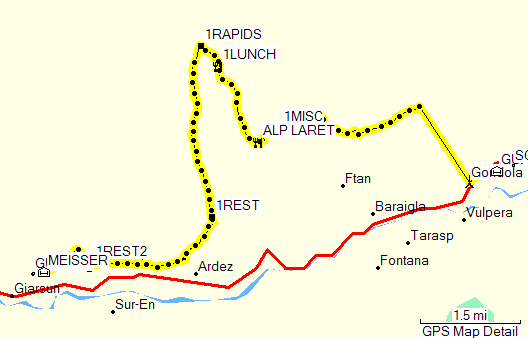 1RAPIDS
1LUNCH
1MISC
ALP LARET
Gondola
Ftan
1REST
Baraigla
Vulpera
Tarasp
1REST2
MEISSER
Ardez
Fontana
Giarsun
Sur-En
1.5 mi
GPS Map Detail